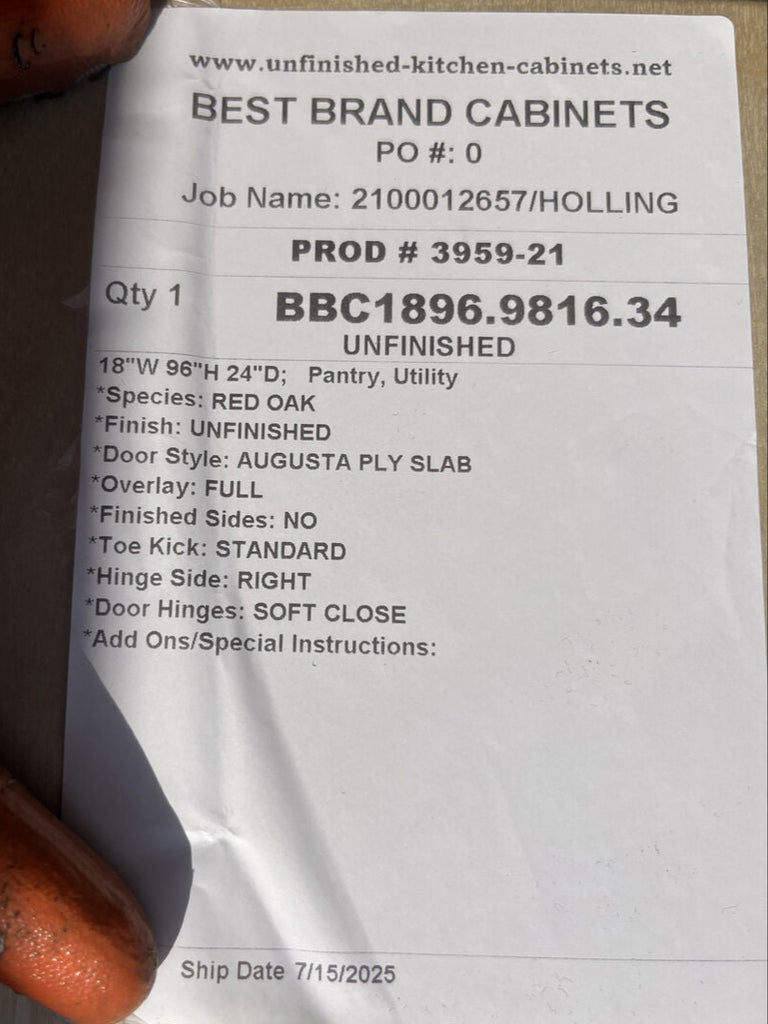 www.unfinished-kitchen-cabinets.net
BEST BRAND CABINETS
PO #: 0
Job Name: 2100012657/HOLLING
PROD # 3959-21
Qty 1 BBC1896.9816.34
UNFINISHED
18"W 96"H 24"D; Pantry, Utility
*Species: RED OAK
*Finish: UNFINISHED
*Door Style: AUGUSTA PLY SLAB
*Overlay: FULL
*Finished Sides: NO
*Toe Kick: STANDARD
*Hinge Side: RIGHT
*Door Hinges: SOFT CLOSE
*Add Ons/Special Instructions:
Ship Date 7/15/2025